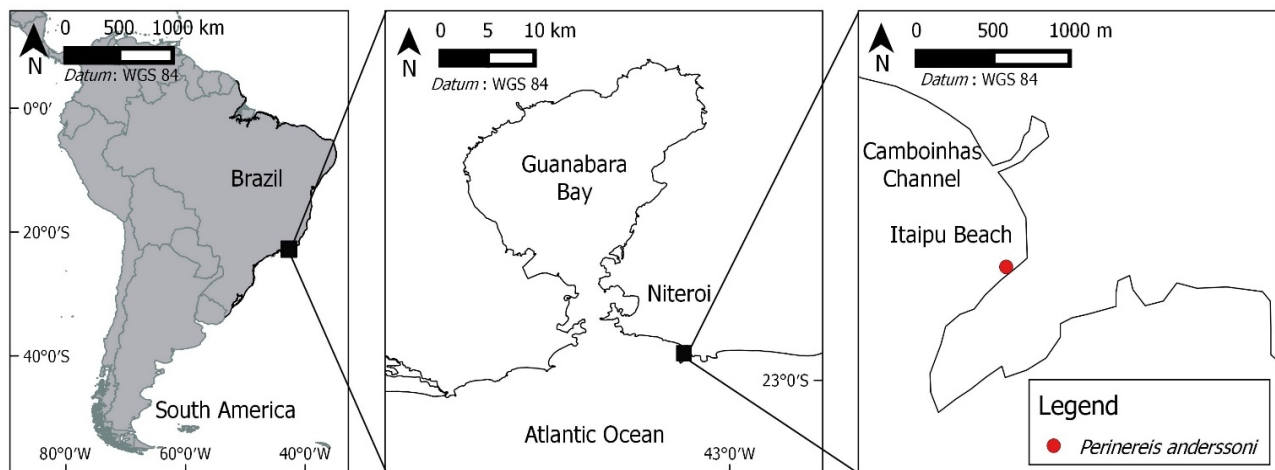 0 500 1000 km
N
Datum : WGS 84
0°0'
Brazil
20°0'S
40°0'S
South America
80°0'W 60°0'W 40°0'W
0 5 10 km
N
Datum : WGS 84
Guanabara
Bay
Niteroi
23°0'S
Atlantic Ocean
43°0'W
0 500 1000 m
N
Datum : WGS 84
Camboinhas
Channel
Itaipu Beach
Legend
Perinereis anderssoni